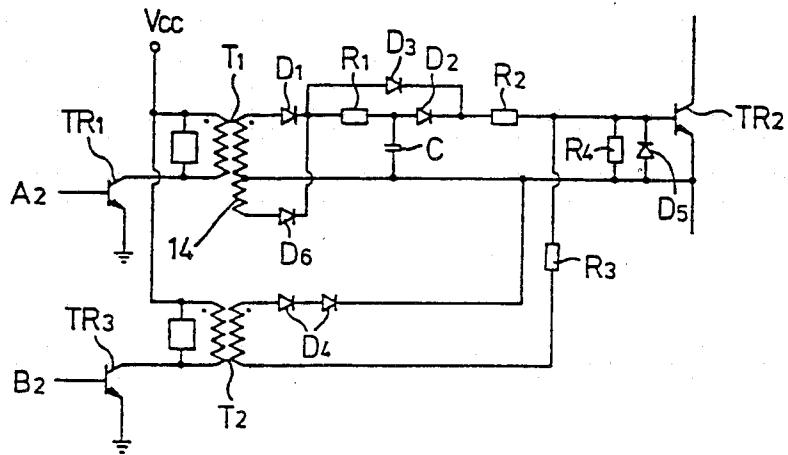 Vcc
T1
D1
R1
D3
D2
R2
TR2
TR1
A2
C
R4
D5
14
D6
R3
TR3
D4
B2
T2